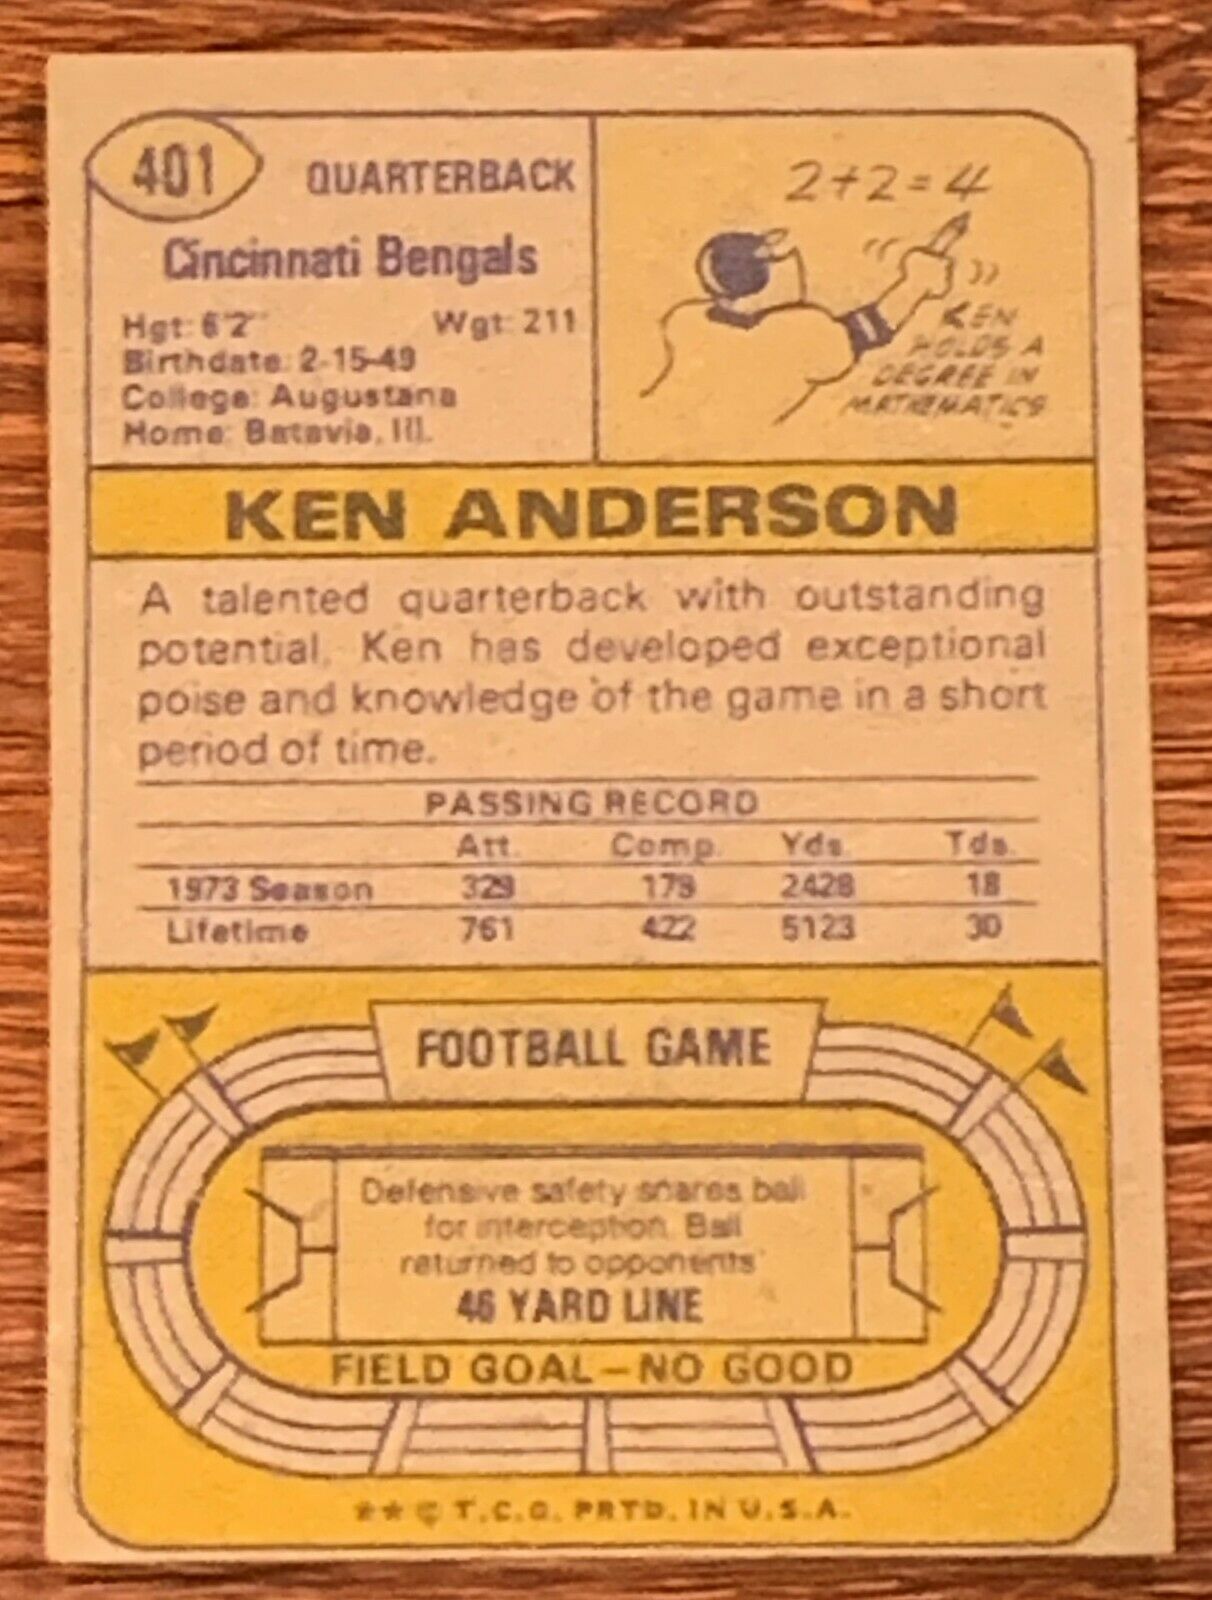 401
QUARTERBACK
Cincinnati Bengals
Hgt: 6'2" Wgt: 211
Birthdate: 2-15-49
College: Augustana
Home: Batavia, Ill.
2+2=4
KEN
HOLDS A
DEGREE IN
MATHEMATICS
KEN ANDERSON
A talented quarterback with outstanding
potential, Ken has developed exceptional
poise and knowledge of the game in a short
period of time.
PASSING RECORD
Att. Comp. Yds. Tds.
1973 Season 329 179 2428 18
Lifetime 761 422 5123 30
FOOTBALL GAME
Defensive safety snares ball
for interception. Ball
returned to opponents'
46 YARD LINE
FIELD GOAL—NO GOOD
★★ © T.C.G. PRTD. IN U.S.A.